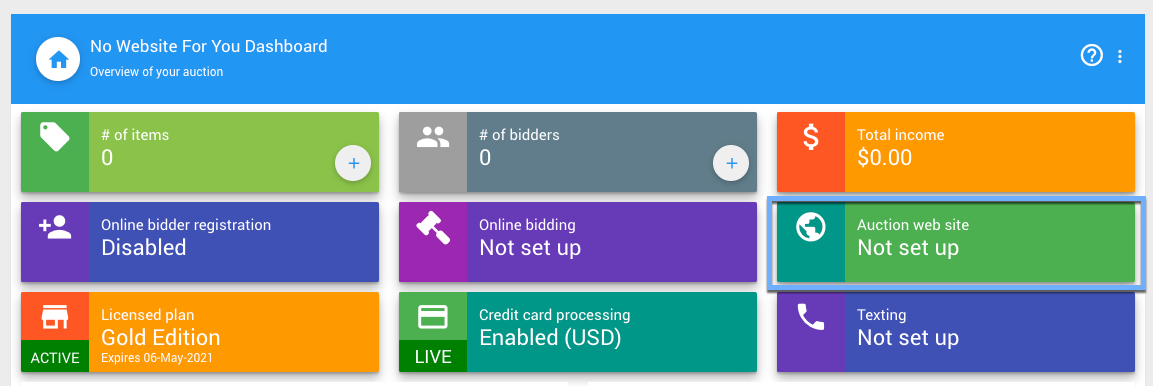 No Website For You Dashboard
Overview of your auction
# of items
0
# of bidders
0
Total income
$0.00
Online bidder registration
Disabled
Online bidding
Not set up
Auction web site
Not set up
Licensed plan
Gold Edition
Expires 06-May-2021
ACTIVE
Credit card processing
Enabled (USD)
LIVE
Texting
Not set up